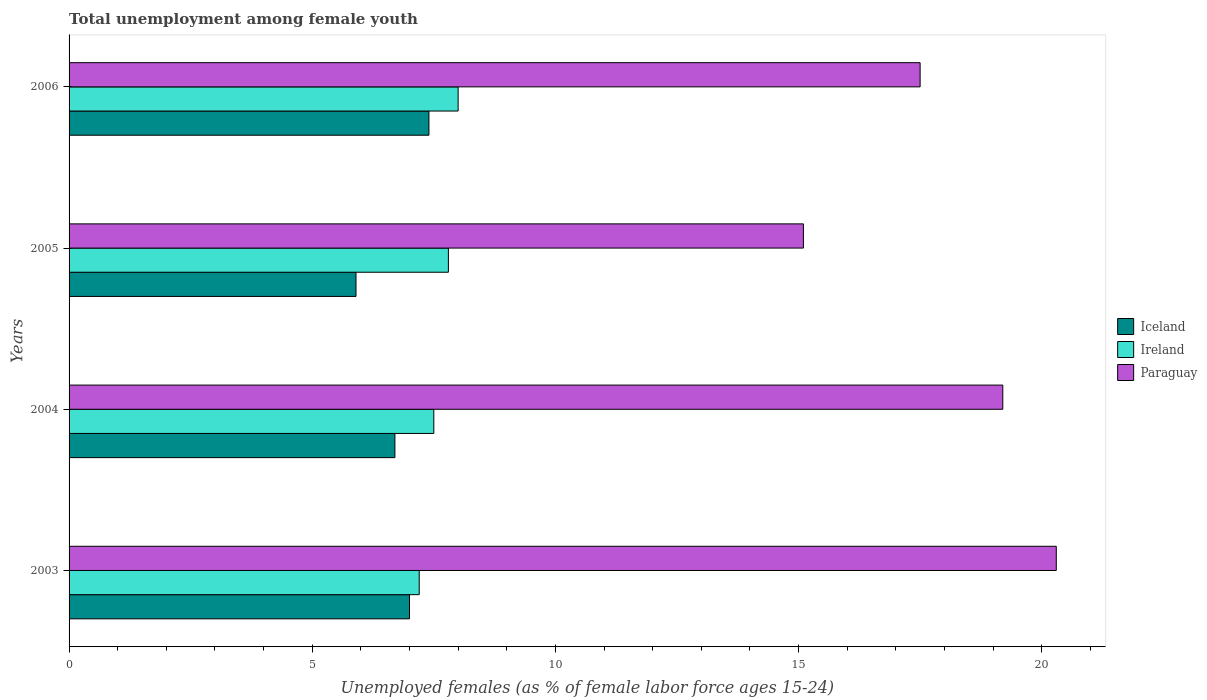 Total unemployment among female youth
2006
2005
2004
2003
Years
0
5
10
15
20
Unemployed females (as % of female labor force ages 15-24)
Iceland
Ireland
Paraguay